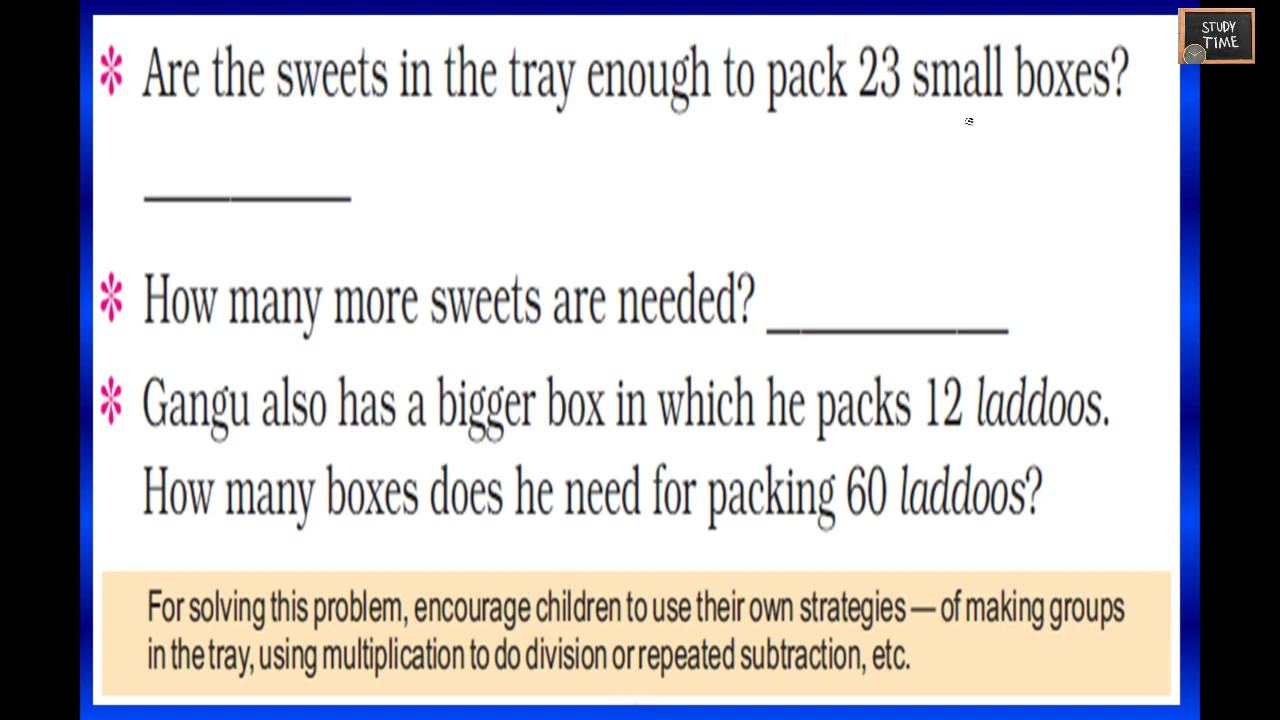 STUDY
TIME
* Are the sweets in the tray enough to pack 23 small boxes?
__________
* How many more sweets are needed? __________
* Gangu also has a bigger box in which he packs 12 laddoos.
How many boxes does he need for packing 60 laddoos?
For solving this problem, encourage children to use their own strategies — of making groups
in the tray, using multiplication to do division or repeated subtraction, etc.